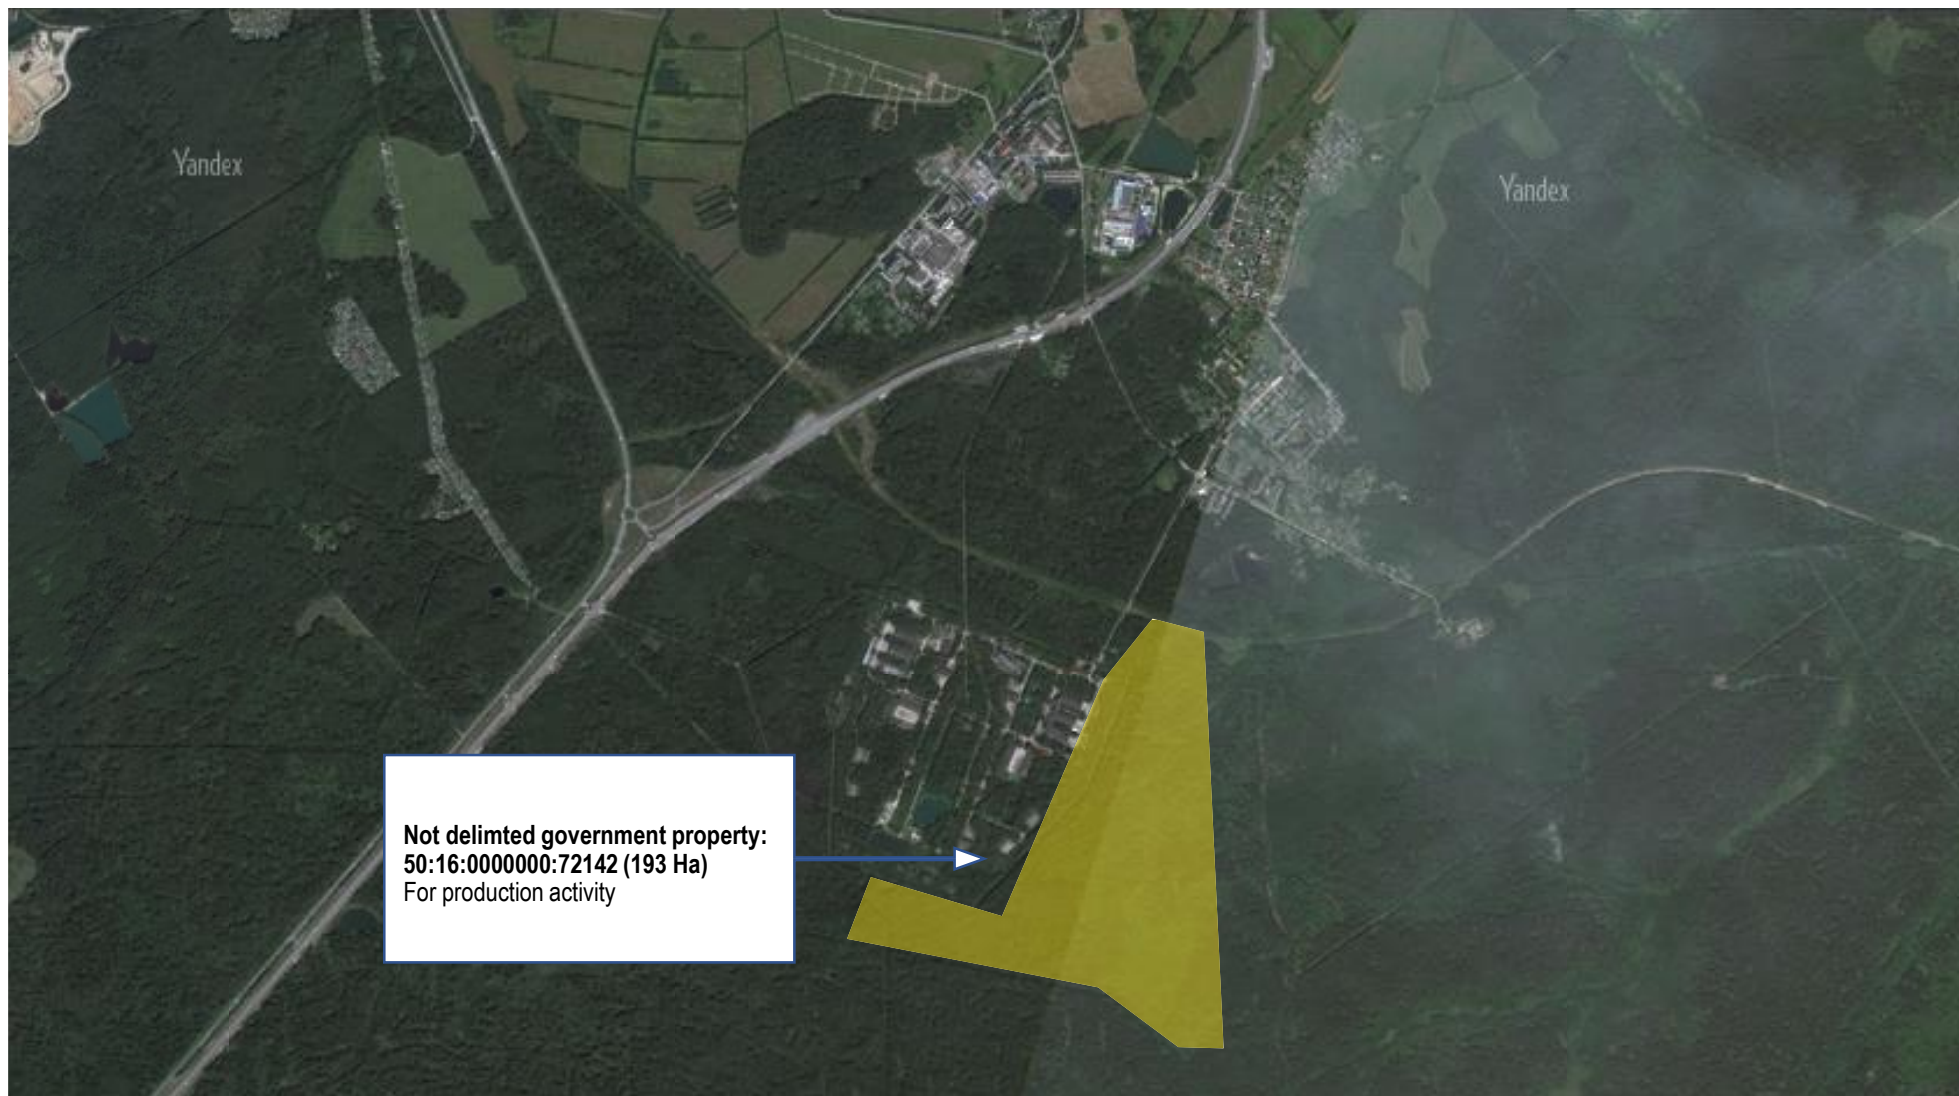 Yandex
Yandex
Not delimted government property:
50:16:0000000:72142 (193 Ha)
For production activity